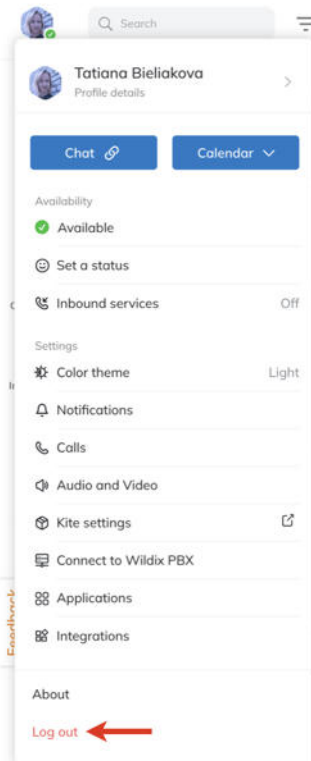 Search
Tatiana Bieliakova
Profile details
Chat
Calendar
Availability
Available
Set a status
Inbound services Off
Settings
Color theme Light
Notifications
Calls
Audio and Video
Kite settings
Connect to Wildix PBX
Applications
Integrations
Feedback
About
Log out